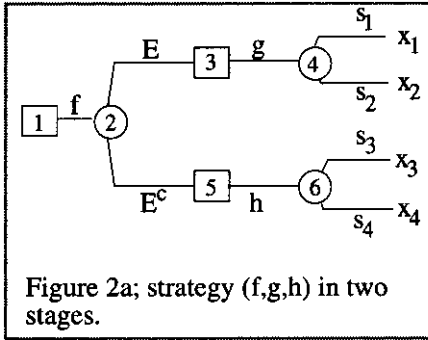 s₁
E 3 g 4 x₁
1 f 2 s₂ x₂
s₃
Eᶜ 5 h 6 x₃
s₄ x₄
Figure 2a; strategy (f,g,h) in two
stages.